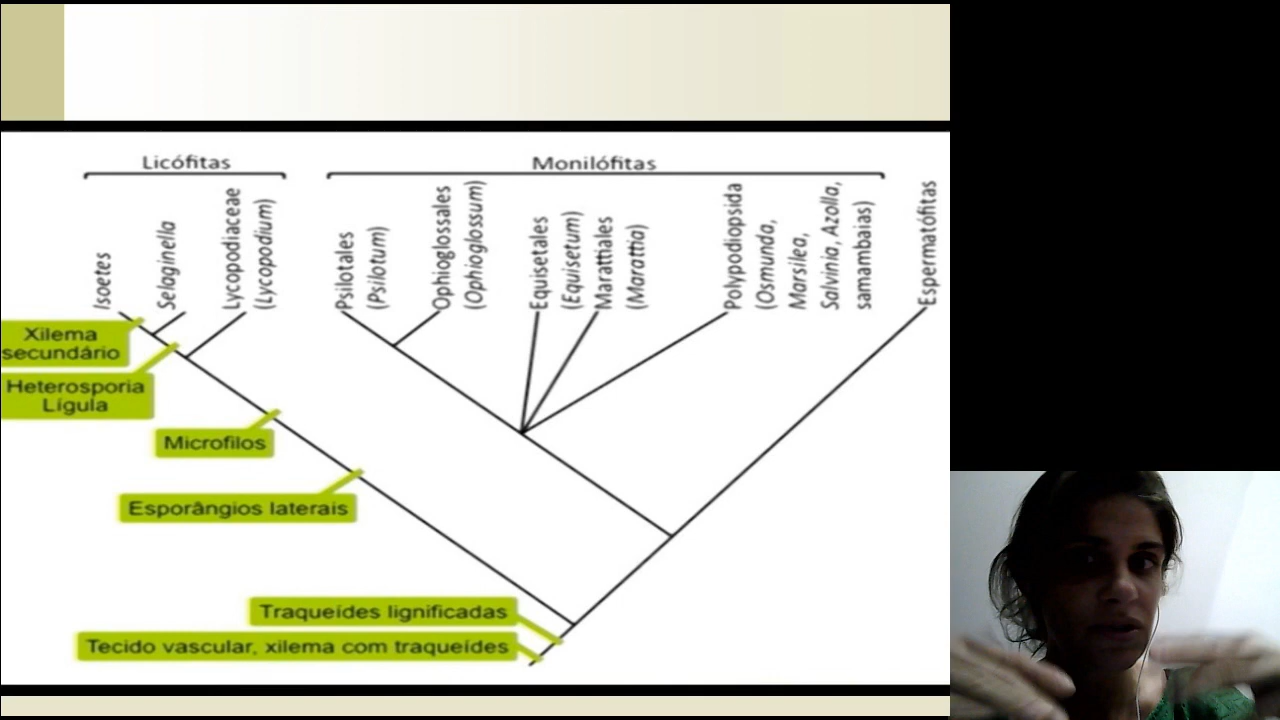 Licófitas
Monilófitas
Isoetes
Selaginella
Lycopodiaceae
(Lycopodium)
Psilotales
(Psilotum)
Ophioglossales
(Ophioglossum)
Equisetales
(Equisetum)
Marattiales
(Marattia)
Polypodiopsida
(Osmunda,
Marsilea,
Salvinia, Azolla,
samambaias)
Espermatófitas
Xilema
secundário
Heterosporia
Lígula
Microfilos
Esporângios laterais
Traqueídes lignificadas
Tecido vascular, xilema com traqueídes